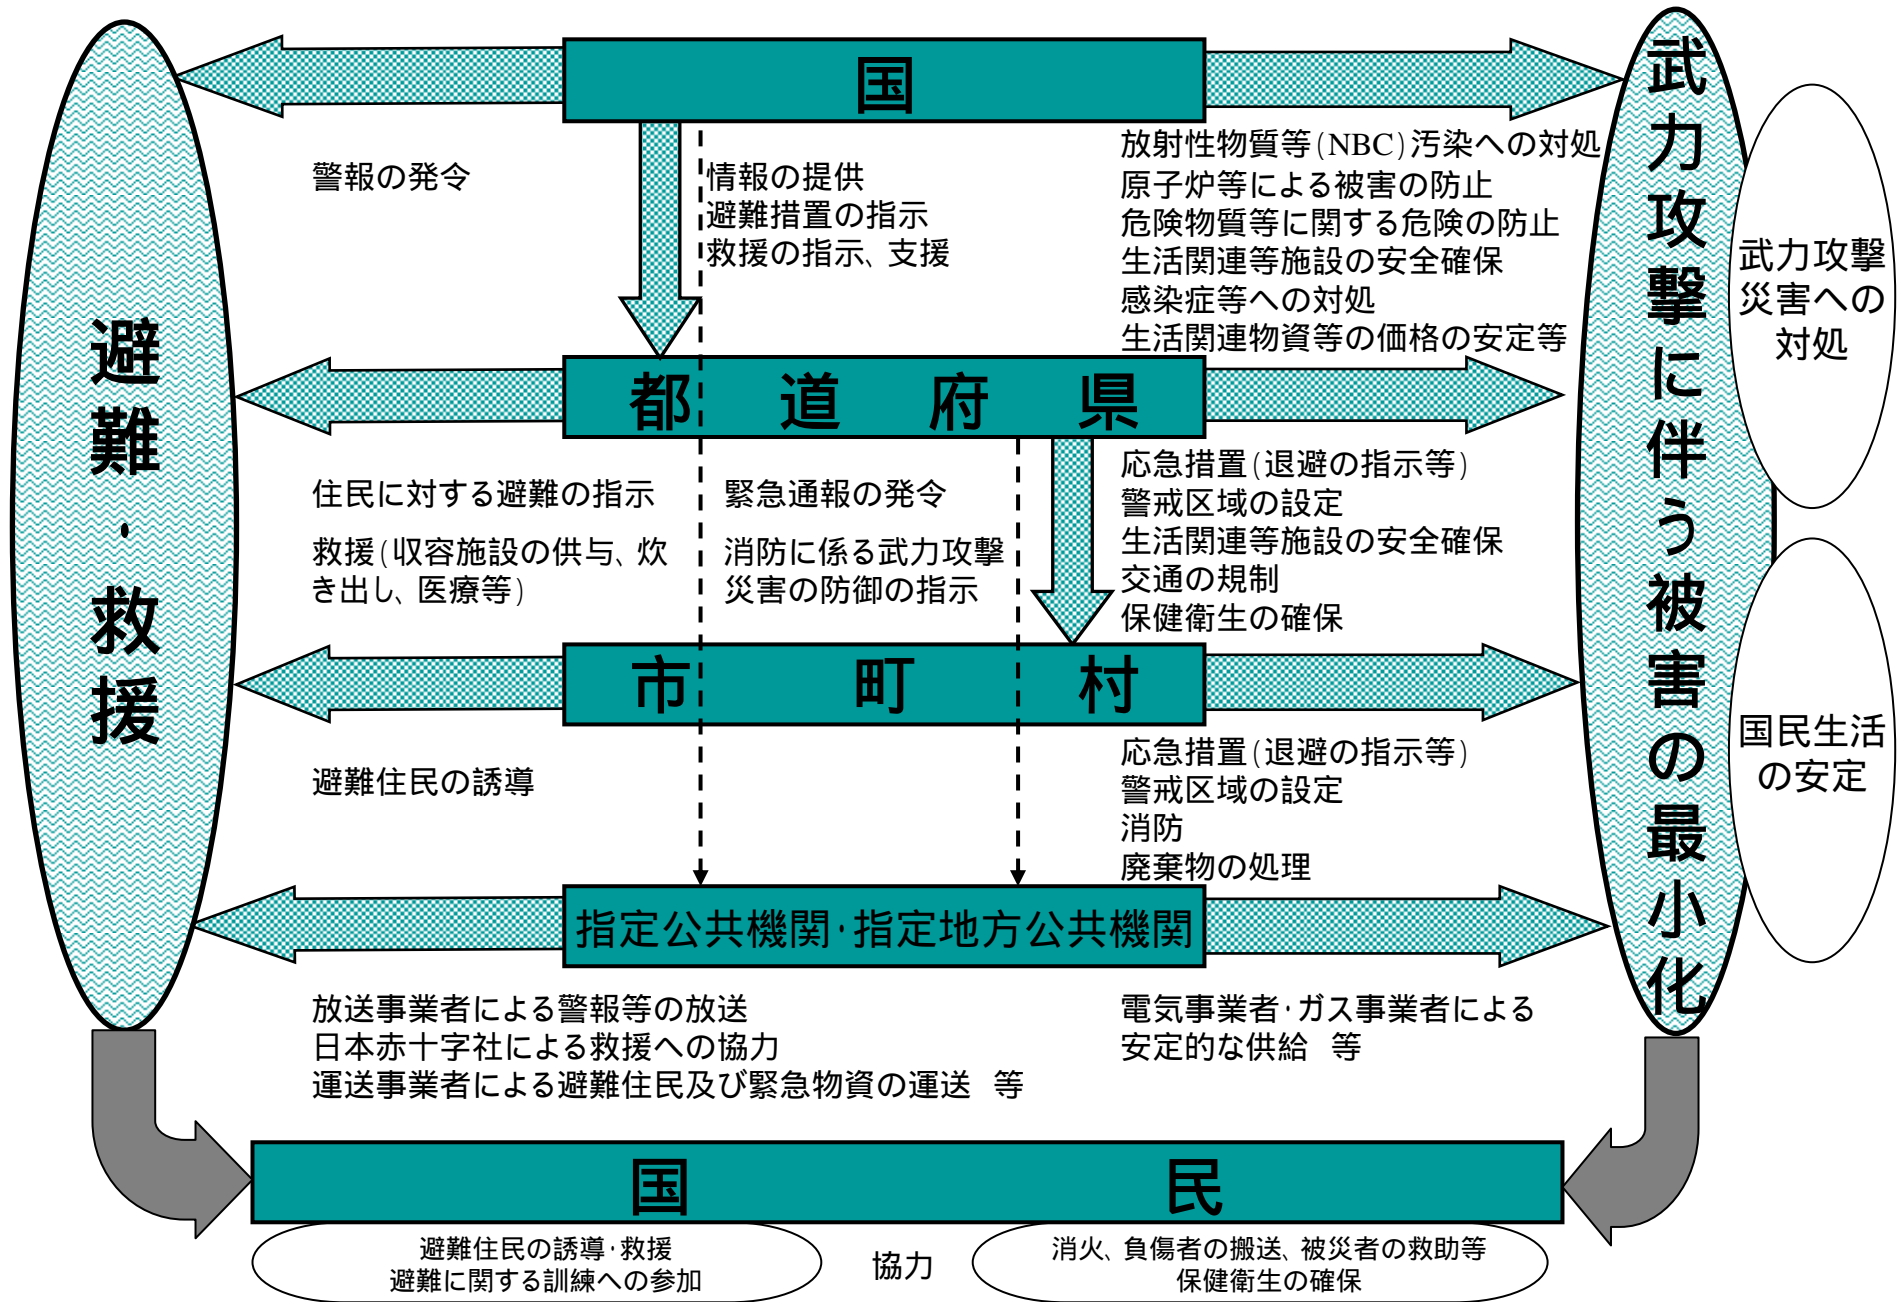 国
警報の発令
情報の提供
避難措置の指示
救援の指示、支援
放射性物質等(NBC)汚染への対処
原子炉等による被害の防止
危険物質等に関する危険の防止
生活関連等施設の安全確保
感染症等への対処
生活関連物資等の価格の安定等
都道府県
住民に対する避難の指示
救援(収容施設の供与、炊
き出し、医療等)
緊急通報の発令
消防に係る武力攻撃
災害の防御の指示
応急措置(退避の指示等)
警戒区域の設定
生活関連等施設の安全確保
交通の規制
保健衛生の確保
市町村
避難住民の誘導
応急措置(退避の指示等)
警戒区域の設定
消防
廃棄物の処理
指定公共機関・指定地方公共機関
放送事業者による警報等の放送
日本赤十字社による救援への協力
運送事業者による避難住民及び緊急物資の運送 等
電気事業者・ガス事業者による
安定的な供給 等
避難・救援
武力攻撃に伴う被害の最小化
武力攻撃
災害への
対処
国民生活
の安定
国民
避難住民の誘導・救援
避難に関する訓練への参加
協力
消火、負傷者の搬送、被災者の救助等
保健衛生の確保